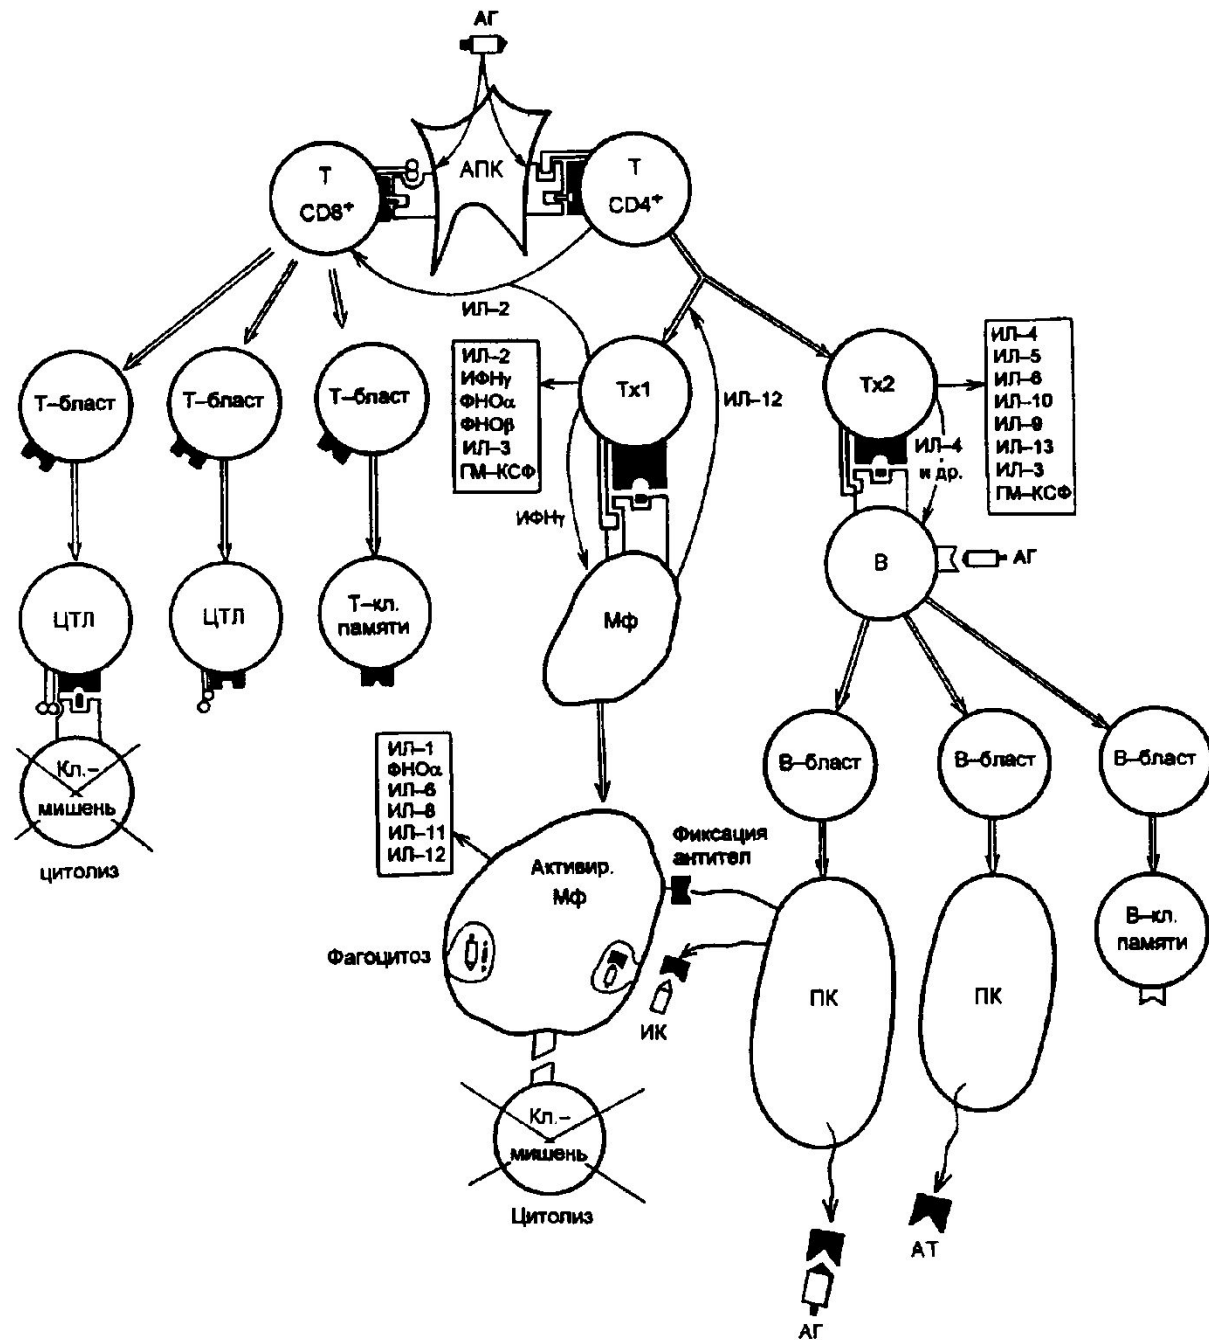 АГ
АПК
Т
CD8⁺
Т
CD4⁺
ИЛ–2
ИЛ–2
ИФНγ
ФНОα
ФНОβ
ИЛ–3
ГМ–КСФ
Тх1
ИЛ–12
Тх2
ИЛ–4
и др.
ИЛ–4
ИЛ–5
ИЛ–6
ИЛ–10
ИЛ–9
ИЛ–13
ИЛ–3
ГМ–КСФ
Т–бласт
Т–бласт
Т–бласт
ИФНγ
В
АГ
ЦТЛ
ЦТЛ
Т–кл.
памяти
Мф
Кл.–
мишень
цитолиз
ИЛ–1
ФНОα
ИЛ–6
ИЛ–8
ИЛ–11
ИЛ–12
В–бласт
В–бласт
В–бласт
Фиксация
антител
Активир.
Мф
Фагоцитоз
ИК
ПК
ПК
В–кл.
памяти
Кл.–
мишень
Цитолиз
АТ
АГ